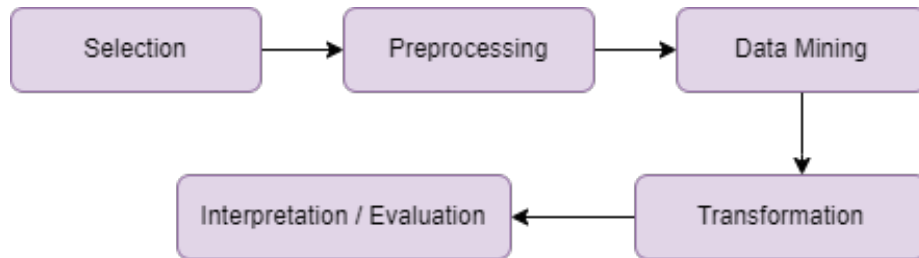 Selection
Preprocessing
Data Mining
Transformation
Interpretation / Evaluation